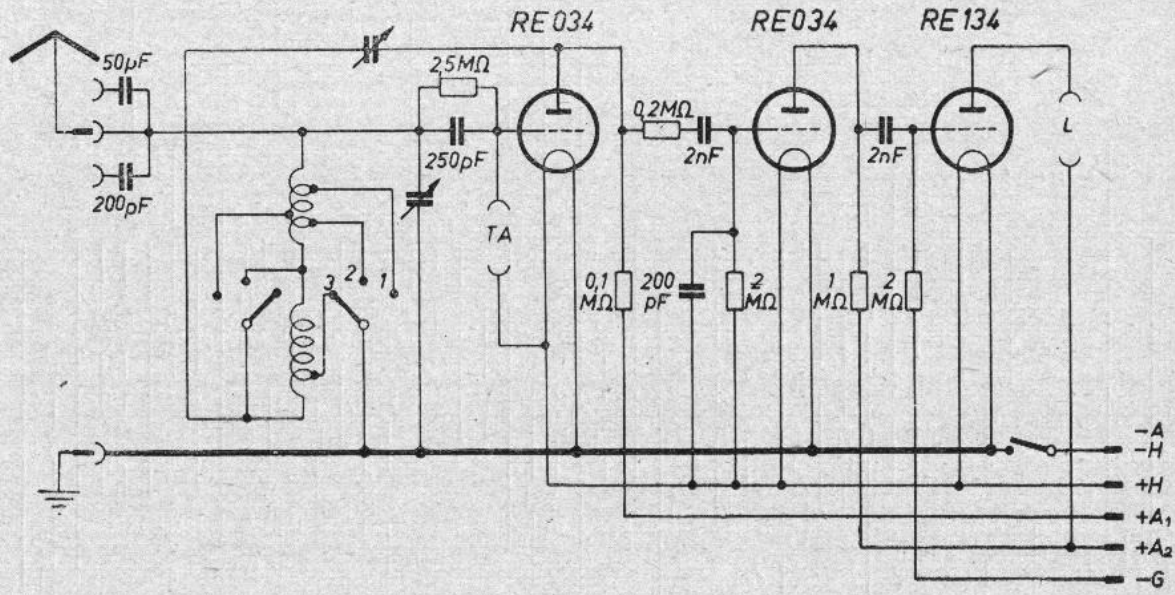 RE 034
RE 034
RE 134
50pF
2,5MΩ
0,2MΩ
L
200pF
250pF
2nF
2nF
TA
3
2
1
0,1
MΩ
200
pF
2
MΩ
1
MΩ
2
MΩ
-A
-H
+H
+A₁
+A₂
-G